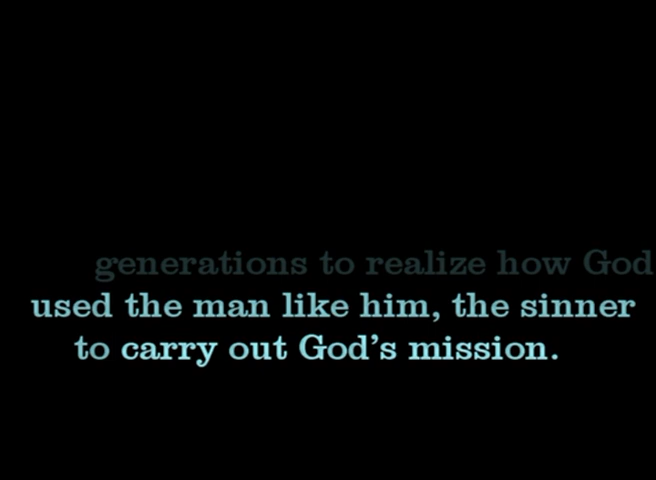 generations to realize how God
used the man like him, the sinner
to carry out God’s mission.